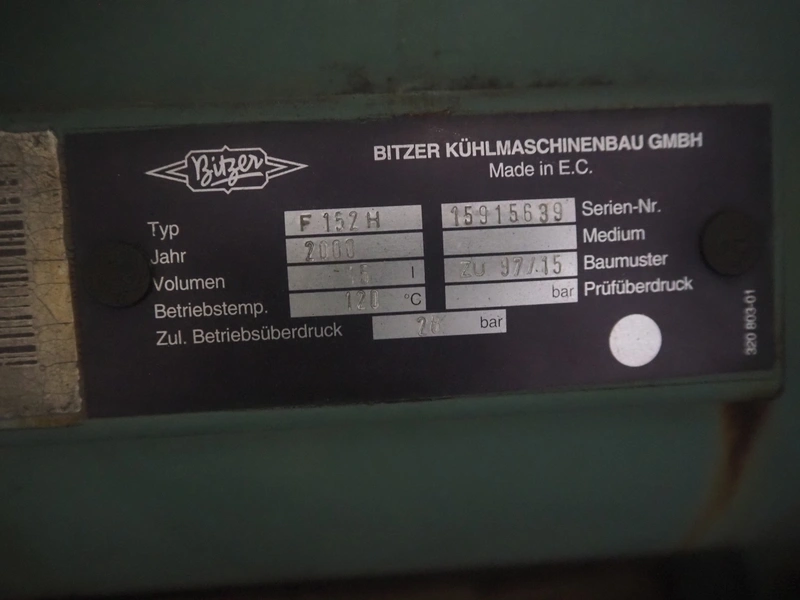 Bitzer
BITZER KÜHLMASCHINENBAU GMBH
Made in E.C.
Typ F 152 H 15915639 Serien-Nr.
Jahr 2000 Medium
Volumen l ZU 97/15 Baumuster
Betriebstemp. 120 °C bar Prüfüberdruck
Zul. Betriebsüberdruck bar
320 803-01